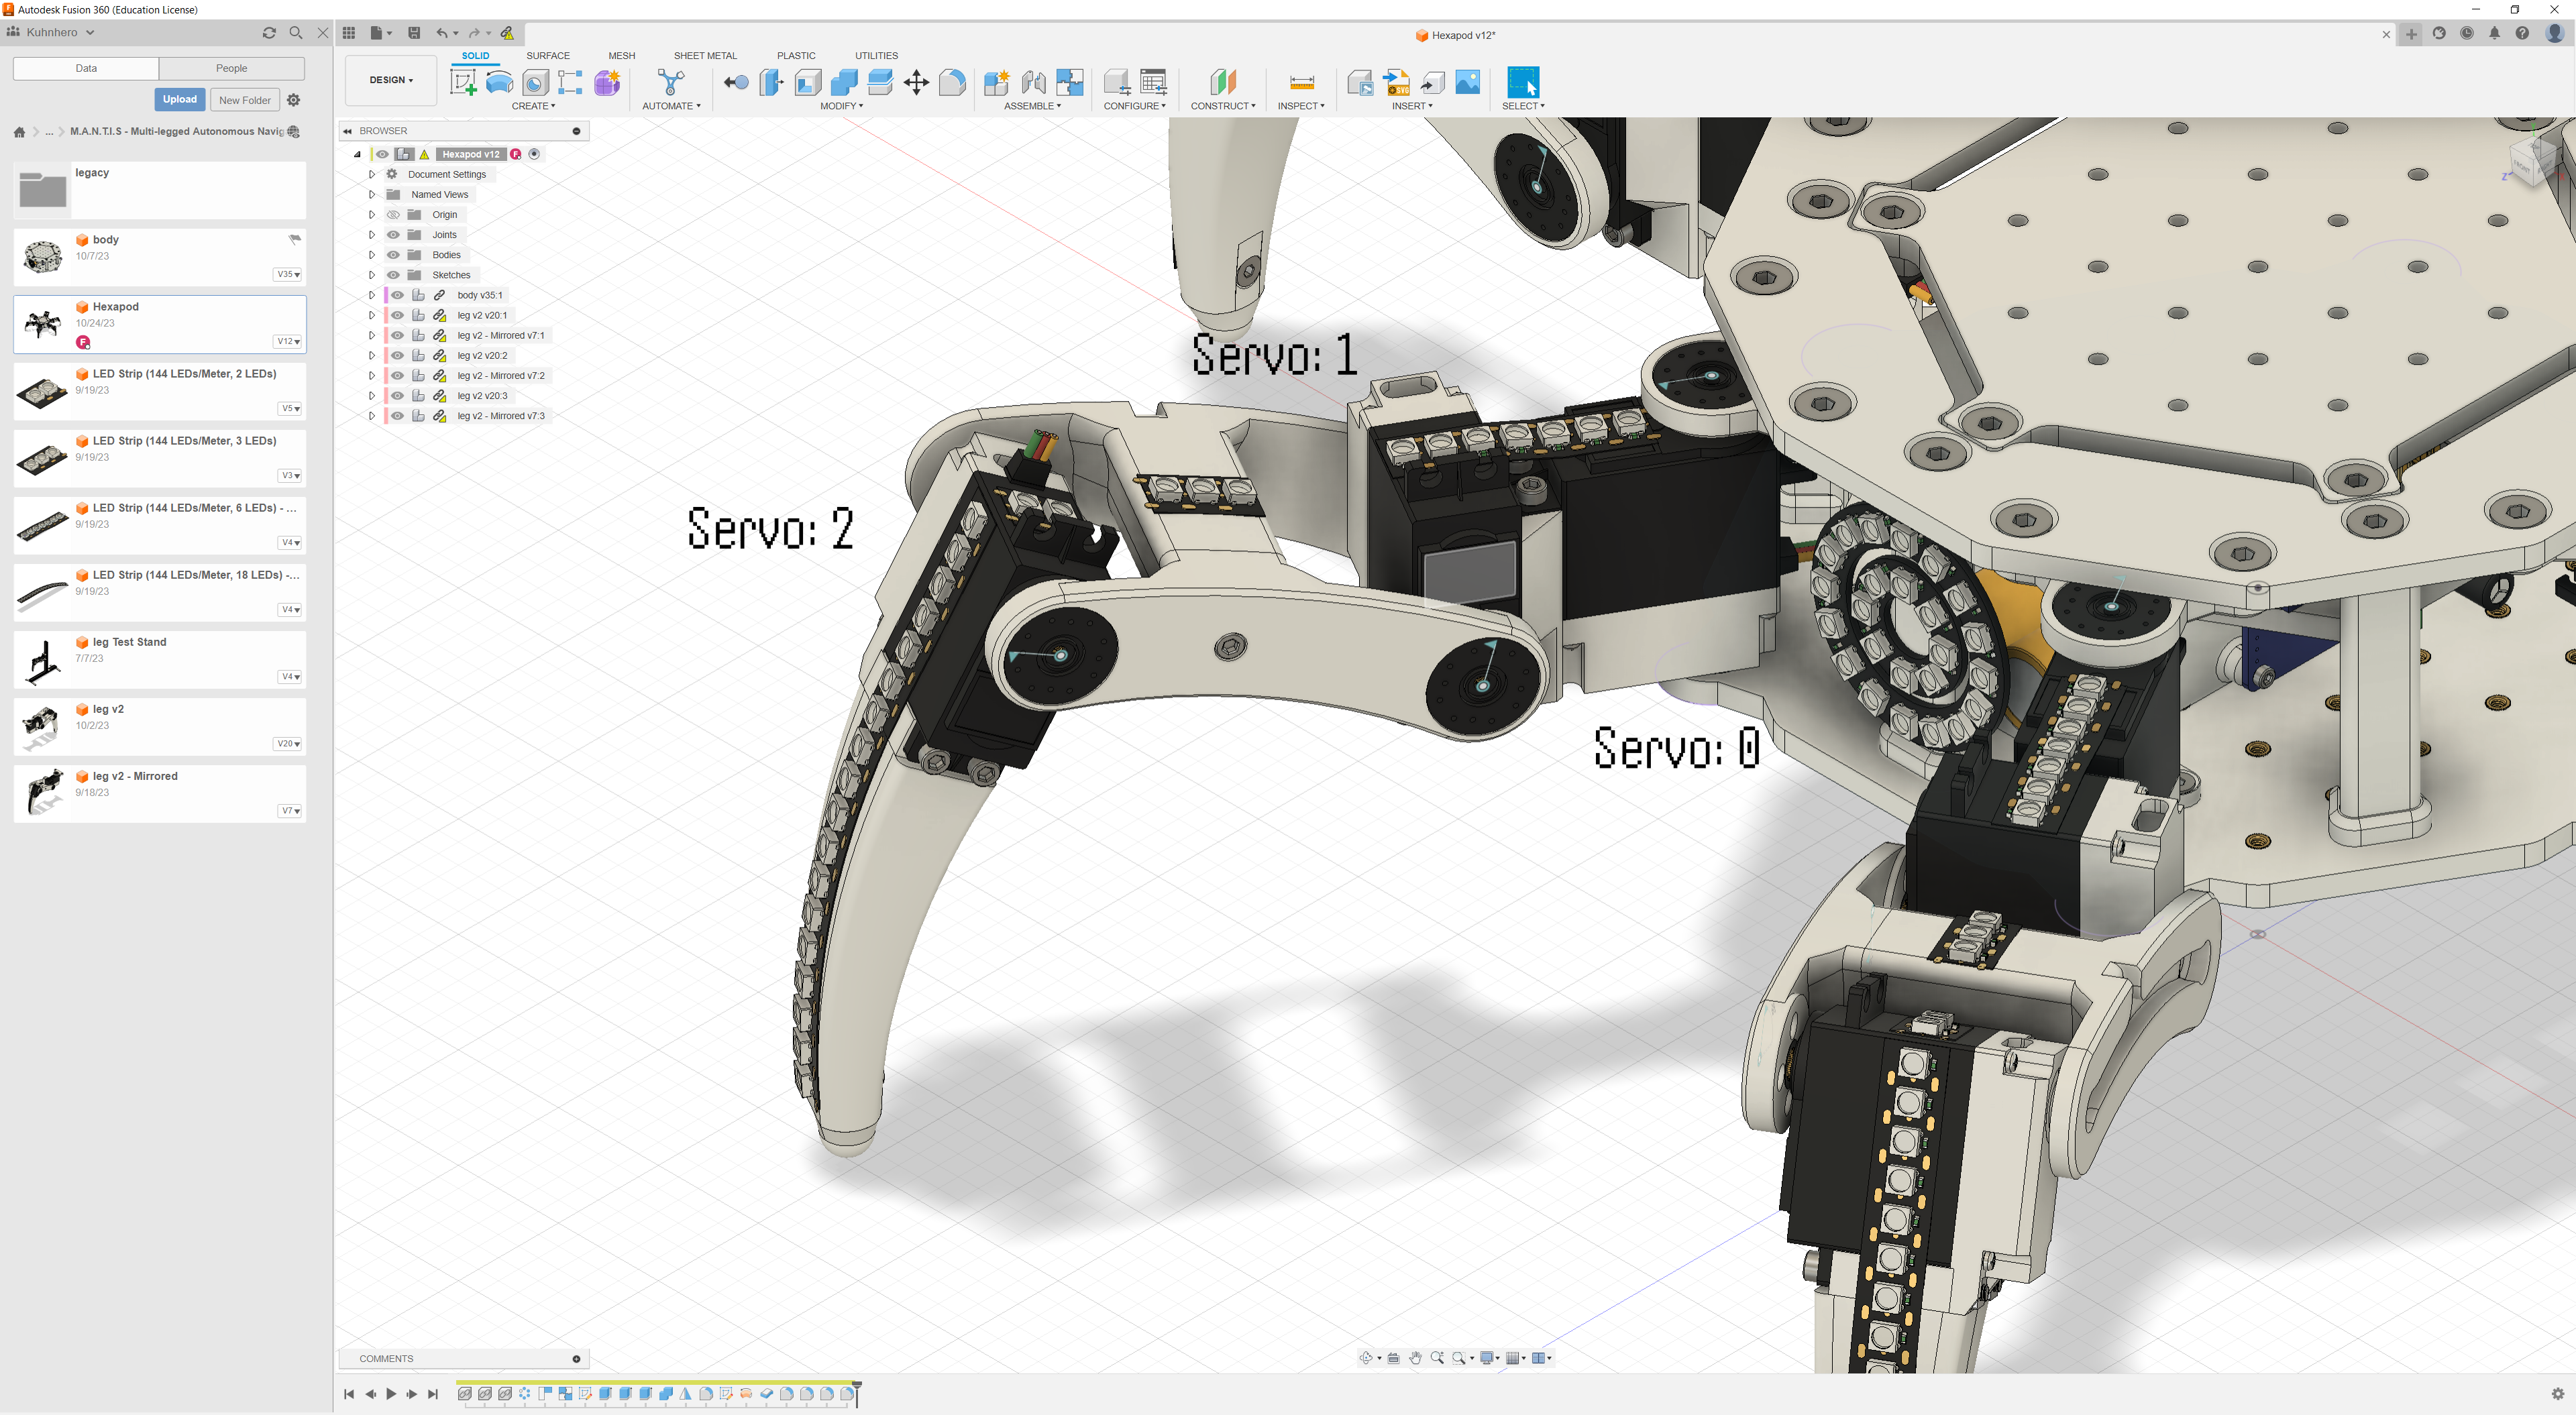 Autodesk Fusion 360 (Education License)
Kuhnhero
Hexapod v12*
Data
People
Upload
New Folder
... M.A.N.T.I.S - Multi-legged Autonomous Navig
DESIGN
SOLID
SURFACE
MESH
SHEET METAL
PLASTIC
UTILITIES
CREATE
AUTOMATE
MODIFY
ASSEMBLE
CONFIGURE
CONSTRUCT
INSPECT
INSERT
SELECT
legacy
body
10/7/23
V35
Hexapod
10/24/23
F
V12
LED Strip (144 LEDs/Meter, 2 LEDs)
9/19/23
V5
LED Strip (144 LEDs/Meter, 3 LEDs)
9/19/23
V3
LED Strip (144 LEDs/Meter, 6 LEDs) - ...
9/19/23
V4
LED Strip (144 LEDs/Meter, 18 LEDs) -...
9/19/23
V4
leg Test Stand
7/7/23
V4
leg v2
10/2/23
V20
leg v2 - Mirrored
9/18/23
V7
BROWSER
Hexapod v12
F
Document Settings
Named Views
Origin
Joints
Bodies
Sketches
body v35:1
leg v2 v20:1
leg v2 - Mirrored v7:1
leg v2 v20:2
leg v2 - Mirrored v7:2
leg v2 v20:3
leg v2 - Mirrored v7:3
Servo: 1
Servo: 2
Servo: 0
FRONT
Z
COMMENTS